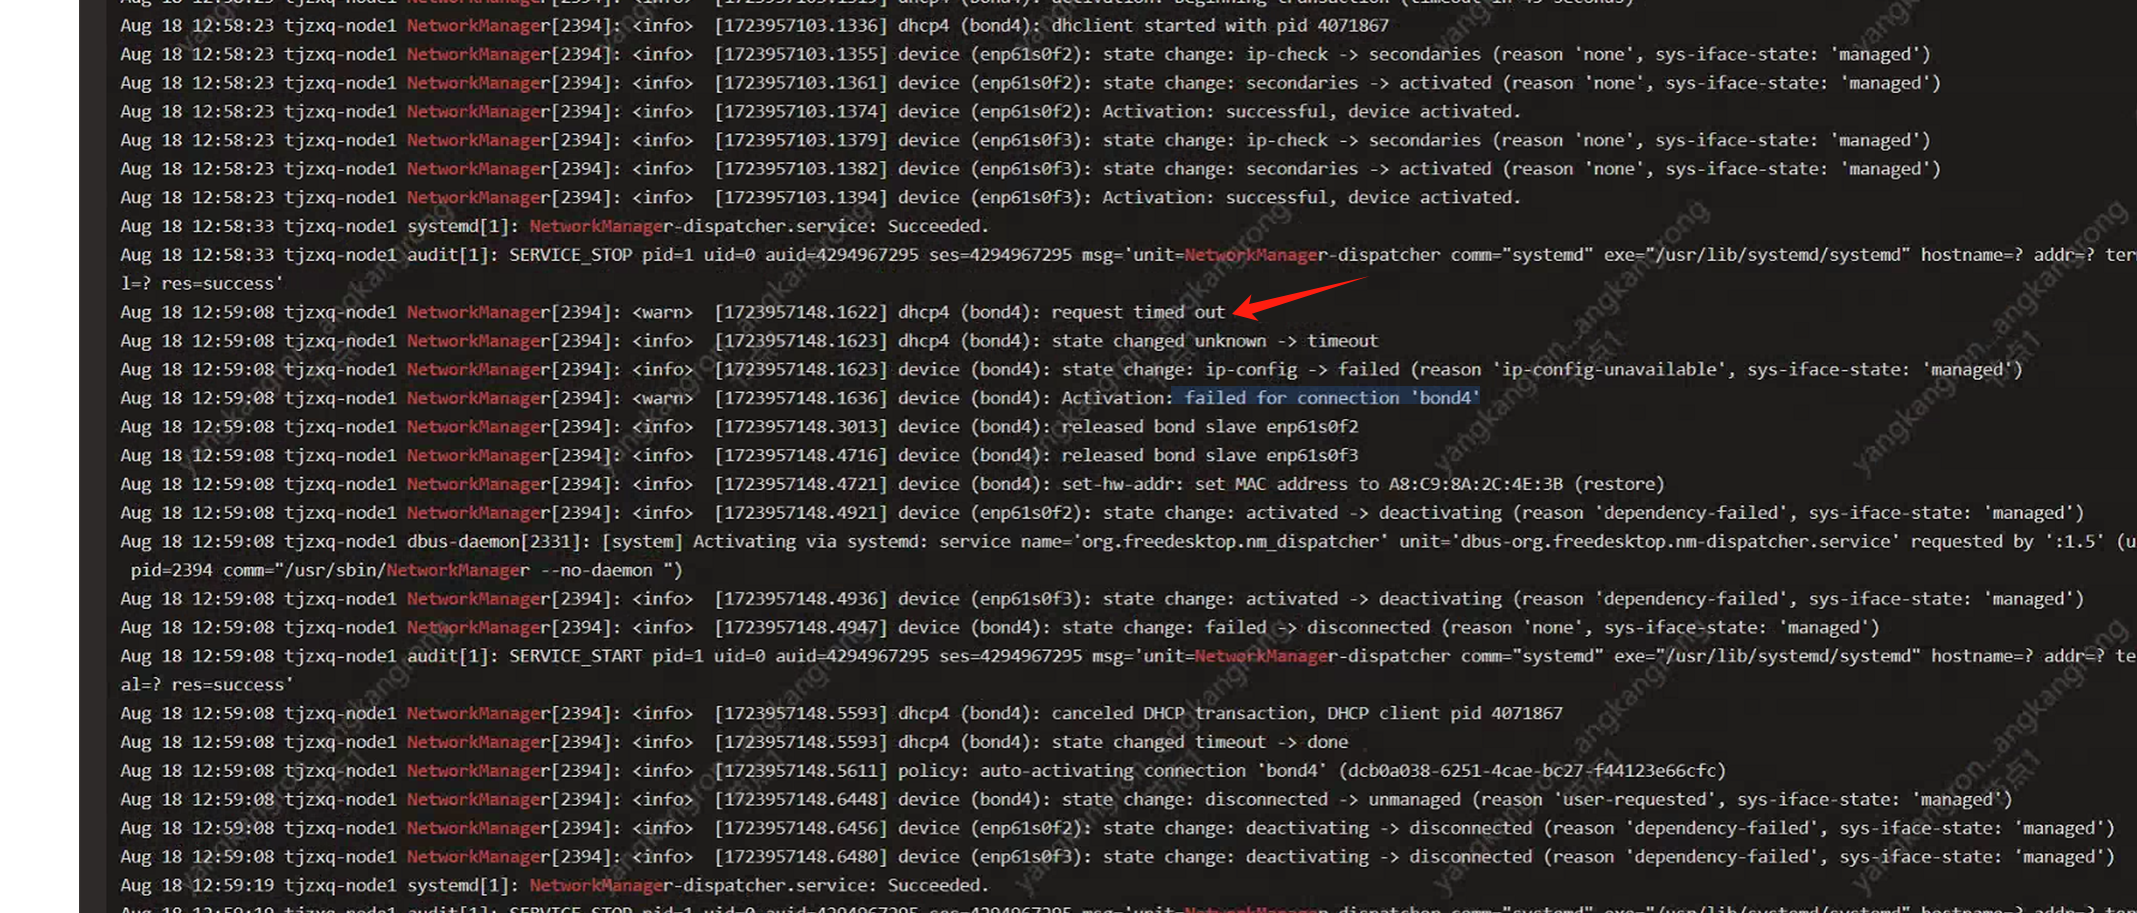 Aug 18 12:58:23 tjzxq-node1 NetworkManager[2394]: <info>  [1723957103.1336] dhcp4 (bond4): dhclient started with pid 4071867
Aug 18 12:58:23 tjzxq-node1 NetworkManager[2394]: <info>  [1723957103.1355] device (enp61s0f2): state change: ip-check -> secondaries (reason 'none', sys-iface-state: 'managed')
Aug 18 12:58:23 tjzxq-node1 NetworkManager[2394]: <info>  [1723957103.1361] device (enp61s0f2): state change: secondaries -> activated (reason 'none', sys-iface-state: 'managed')
Aug 18 12:58:23 tjzxq-node1 NetworkManager[2394]: <info>  [1723957103.1374] device (enp61s0f2): Activation: successful, device activated.
Aug 18 12:58:23 tjzxq-node1 NetworkManager[2394]: <info>  [1723957103.1379] device (enp61s0f3): state change: ip-check -> secondaries (reason 'none', sys-iface-state: 'managed')
Aug 18 12:58:23 tjzxq-node1 NetworkManager[2394]: <info>  [1723957103.1382] device (enp61s0f3): state change: secondaries -> activated (reason 'none', sys-iface-state: 'managed')
Aug 18 12:58:23 tjzxq-node1 NetworkManager[2394]: <info>  [1723957103.1394] device (enp61s0f3): Activation: successful, device activated.
Aug 18 12:58:33 tjzxq-node1 systemd[1]: NetworkManager-dispatcher.service: Succeeded.
Aug 18 12:58:33 tjzxq-node1 audit[1]: SERVICE_STOP pid=1 uid=0 auid=4294967295 ses=4294967295 msg='unit=NetworkManager-dispatcher comm="systemd" exe="/usr/lib/systemd/systemd" hostname=? addr=? ter
l=? res=success'
Aug 18 12:59:08 tjzxq-node1 NetworkManager[2394]: <warn>  [1723957148.1622] dhcp4 (bond4): request timed out
Aug 18 12:59:08 tjzxq-node1 NetworkManager[2394]: <info>  [1723957148.1623] dhcp4 (bond4): state changed unknown -> timeout
Aug 18 12:59:08 tjzxq-node1 NetworkManager[2394]: <info>  [1723957148.1623] device (bond4): state change: ip-config -> failed (reason 'ip-config-unavailable', sys-iface-state: 'managed')
Aug 18 12:59:08 tjzxq-node1 NetworkManager[2394]: <warn>  [1723957148.1636] device (bond4): Activation: failed for connection 'bond4'
Aug 18 12:59:08 tjzxq-node1 NetworkManager[2394]: <info>  [1723957148.3013] device (bond4): released bond slave enp61s0f2
Aug 18 12:59:08 tjzxq-node1 NetworkManager[2394]: <info>  [1723957148.4716] device (bond4): released bond slave enp61s0f3
Aug 18 12:59:08 tjzxq-node1 NetworkManager[2394]: <info>  [1723957148.4721] device (bond4): set-hw-addr: set MAC address to A8:C9:8A:2C:4E:3B (restore)
Aug 18 12:59:08 tjzxq-node1 NetworkManager[2394]: <info>  [1723957148.4921] device (enp61s0f2): state change: activated -> deactivating (reason 'dependency-failed', sys-iface-state: 'managed')
Aug 18 12:59:08 tjzxq-node1 dbus-daemon[2331]: [system] Activating via systemd: service name='org.freedesktop.nm_dispatcher' unit='dbus-org.freedesktop.nm-dispatcher.service' requested by ':1.5' (u
pid=2394 comm="/usr/sbin/NetworkManager --no-daemon ")
Aug 18 12:59:08 tjzxq-node1 NetworkManager[2394]: <info>  [1723957148.4936] device (enp61s0f3): state change: activated -> deactivating (reason 'dependency-failed', sys-iface-state: 'managed')
Aug 18 12:59:08 tjzxq-node1 NetworkManager[2394]: <info>  [1723957148.4947] device (bond4): state change: failed -> disconnected (reason 'none', sys-iface-state: 'managed')
Aug 18 12:59:08 tjzxq-node1 audit[1]: SERVICE_START pid=1 uid=0 auid=4294967295 ses=4294967295 msg='unit=NetworkManager-dispatcher comm="systemd" exe="/usr/lib/systemd/systemd" hostname=? addr=? te
al=? res=success'
Aug 18 12:59:08 tjzxq-node1 NetworkManager[2394]: <info>  [1723957148.5593] dhcp4 (bond4): canceled DHCP transaction, DHCP client pid 4071867
Aug 18 12:59:08 tjzxq-node1 NetworkManager[2394]: <info>  [1723957148.5593] dhcp4 (bond4): state changed timeout -> done
Aug 18 12:59:08 tjzxq-node1 NetworkManager[2394]: <info>  [1723957148.5611] policy: auto-activating connection 'bond4' (dcb0a038-6251-4cae-bc27-f44123e66cfc)
Aug 18 12:59:08 tjzxq-node1 NetworkManager[2394]: <info>  [1723957148.6448] device (bond4): state change: disconnected -> unmanaged (reason 'user-requested', sys-iface-state: 'managed')
Aug 18 12:59:08 tjzxq-node1 NetworkManager[2394]: <info>  [1723957148.6456] device (enp61s0f2): state change: deactivating -> disconnected (reason 'dependency-failed', sys-iface-state: 'managed')
Aug 18 12:59:08 tjzxq-node1 NetworkManager[2394]: <info>  [1723957148.6480] device (enp61s0f3): state change: deactivating -> disconnected (reason 'dependency-failed', sys-iface-state: 'managed')
Aug 18 12:59:19 tjzxq-node1 systemd[1]: NetworkManager-dispatcher.service: Succeeded.